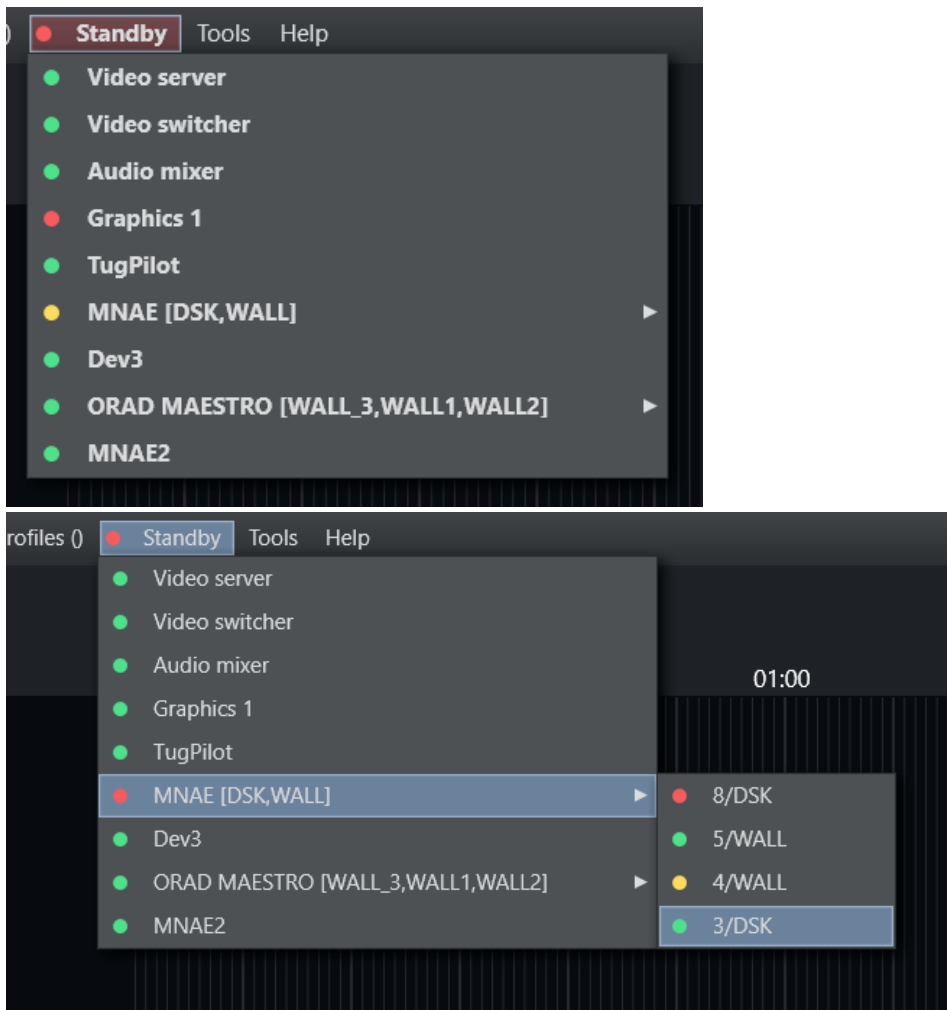 ) Standby Tools Help
Video server
Video switcher
Audio mixer
Graphics 1
TugPilot
MNAE [DSK,WALL]
Dev3
ORAD MAESTRO [WALL_3,WALL1,WALL2]
MNAE2
rofiles () Standby Tools Help
Video server
Video switcher
01:00
Audio mixer
Graphics 1
TugPilot
MNAE [DSK,WALL] 8/DSK
Dev3 5/WALL
ORAD MAESTRO [WALL_3,WALL1,WALL2] 4/WALL
MNAE2 3/DSK